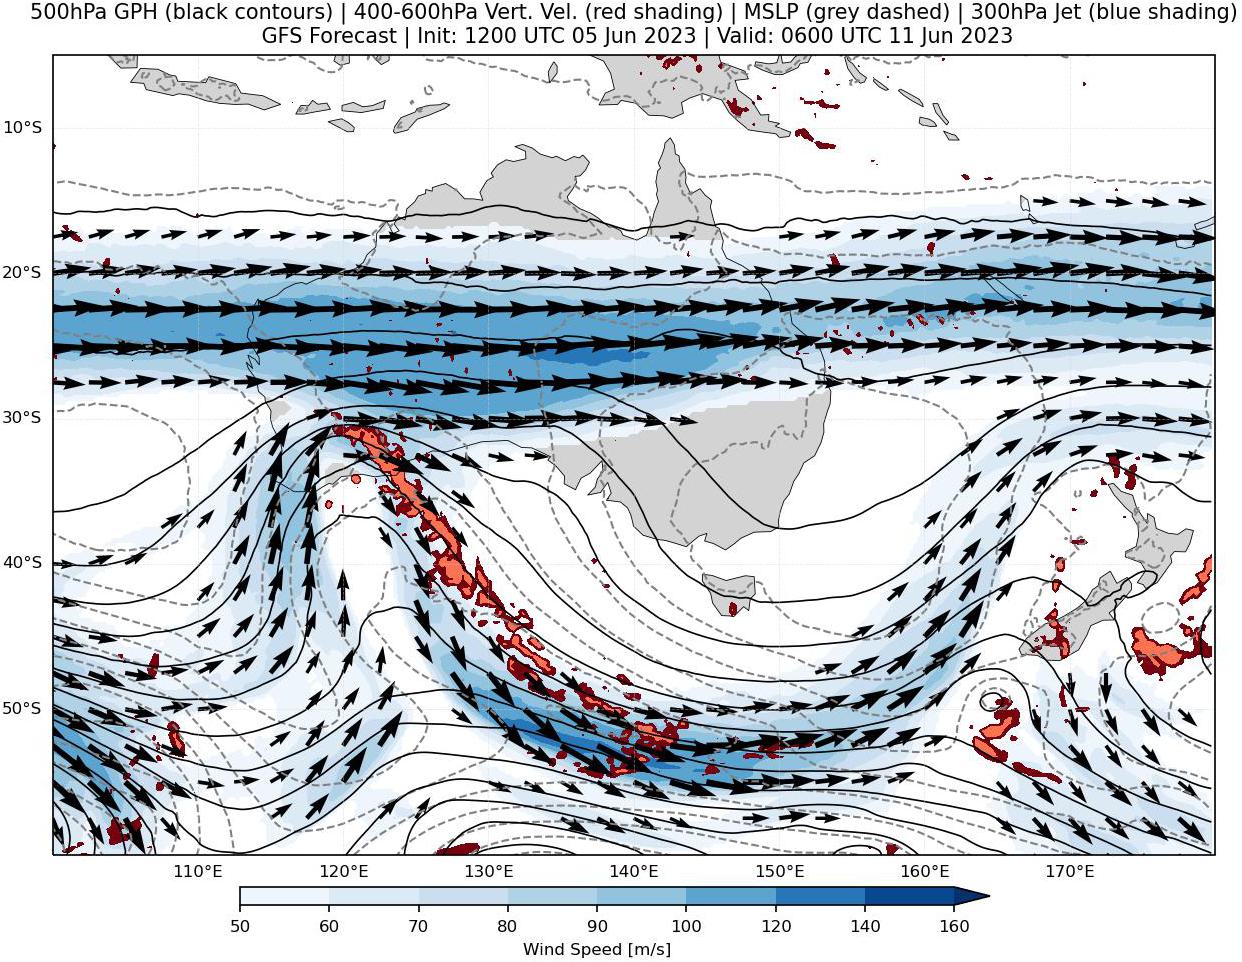 500hPa GPH (black contours) | 400-600hPa Vert. Vel. (red shading) | MSLP (grey dashed) | 300hPa Jet (blue shading)
GFS Forecast | Init: 1200 UTC 05 Jun 2023 | Valid: 0600 UTC 11 Jun 2023
10°S
20°S
30°S
40°S
50°S
110°E 120°E 130°E 140°E 150°E 160°E 170°E
50 60 70 80 90 100 120 140 160
Wind Speed [m/s]